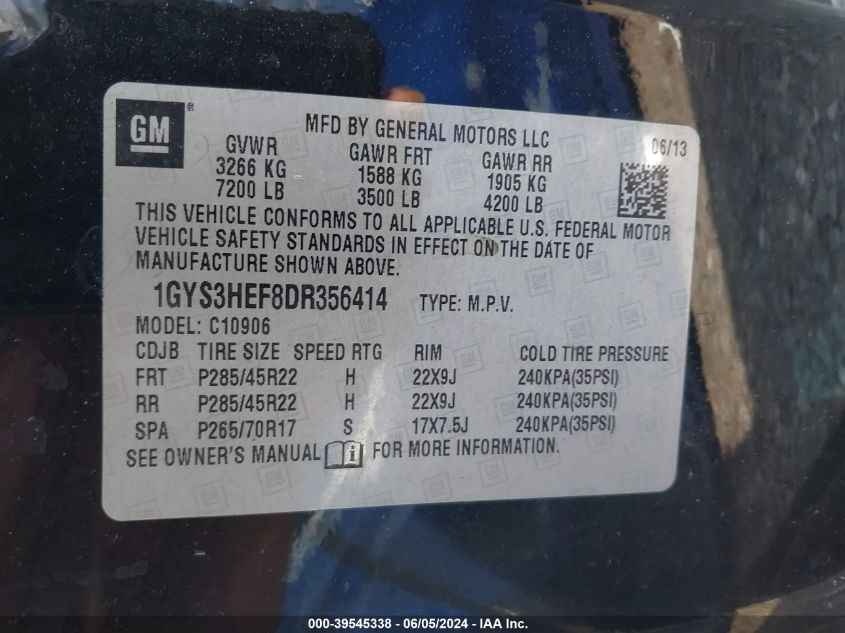 GM®
MFD BY GENERAL MOTORS LLC 06/13
GVWR GAWR FRT GAWR RR
3266 KG 1588 KG 1905 KG
7200 LB 3500 LB 4200 LB
THIS VEHICLE CONFORMS TO ALL APPLICABLE U.S. FEDERAL MOTOR
VEHICLE SAFETY STANDARDS IN EFFECT ON THE DATE OF
MANUFACTURE SHOWN ABOVE.
1GYS3HEF8DR356414 TYPE: M.P.V.
MODEL: C10906
CDJB TIRE SIZE SPEED RTG RIM COLD TIRE PRESSURE
FRT P285/45R22 H 22X9J 240KPA(35PSI)
RR P285/45R22 H 22X9J 240KPA(35PSI)
SPA P265/70R17 S 17X7.5J 240KPA(35PSI)
SEE OWNER'S MANUAL i FOR MORE INFORMATION.
000-39545338 - 06/05/2024 - IAA Inc.